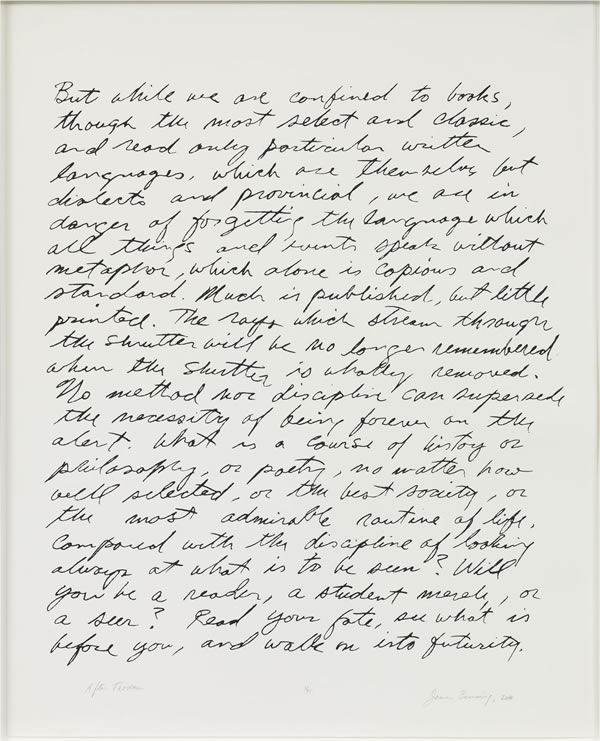 But while we are confined to books,
though the most select and classic,
and read only particular written
languages, which are themselves but
dialects and provincial, we are in
danger of forgetting the language which
all things and events speak without
metaphor, which alone is copious and
standard. Much is published, but little
printed. The rays which stream through
the shutter will be no longer remembered
when the shutter is wholly removed.
No method nor discipline can supersede
the necessity of being forever on the
alert. What is a course of history or
philosophy, or poetry, no matter how
well selected, or the best society, or
the most admirable routine of life,
compared with the discipline of looking
always at what is to be seen? Will
you be a reader, a student merely, or
a seer? Read your fate, see what is
before you, and walk on into futurity.
After Thoreau
James Benning,